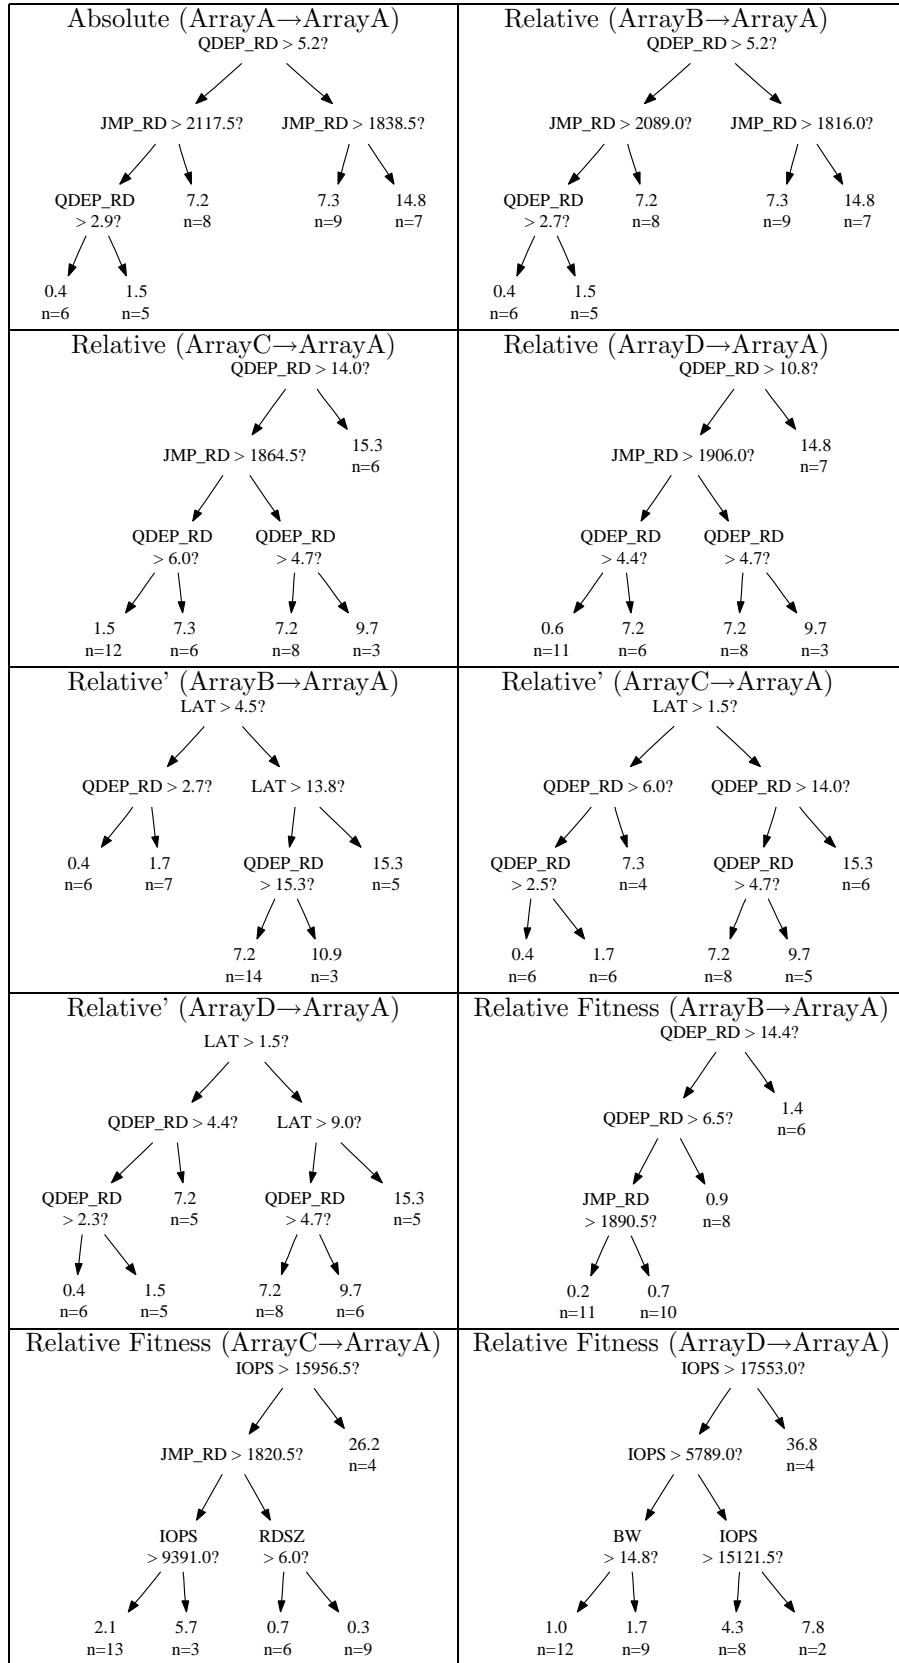 Absolute (ArrayA→ArrayA)
QDEP_RD > 5.2?
JMP_RD > 2117.5? JMP_RD > 1838.5?
QDEP_RD 7.2 7.3 14.8
> 2.9? n=8 n=9 n=7
0.4 1.5
n=6 n=5
Relative (ArrayB→ArrayA)
QDEP_RD > 5.2?
JMP_RD > 2089.0? JMP_RD > 1816.0?
QDEP_RD 7.2 7.3 14.8
> 2.7? n=8 n=9 n=7
0.4 1.5
n=6 n=5
Relative (ArrayC→ArrayA)
QDEP_RD > 14.0?
JMP_RD > 1864.5? 15.3
n=6
QDEP_RD QDEP_RD
> 6.0? > 4.7?
1.5 7.3 7.2 9.7
n=12 n=6 n=8 n=3
Relative (ArrayD→ArrayA)
QDEP_RD > 10.8?
JMP_RD > 1906.0? 14.8
n=7
QDEP_RD QDEP_RD
> 4.4? > 4.7?
0.6 7.2 7.2 9.7
n=11 n=6 n=8 n=3
Relative' (ArrayB→ArrayA)
LAT > 4.5?
QDEP_RD > 2.7? LAT > 13.8?
0.4 1.7 QDEP_RD 15.3
n=6 n=7 > 15.3? n=5
7.2 10.9
n=14 n=3
Relative' (ArrayC→ArrayA)
LAT > 1.5?
QDEP_RD > 6.0? QDEP_RD > 14.0?
QDEP_RD 7.3 QDEP_RD 15.3
> 2.5? n=4 > 4.7? n=6
0.4 1.7 7.2 9.7
n=6 n=6 n=8 n=5
Relative' (ArrayD→ArrayA)
LAT > 1.5?
QDEP_RD > 4.4? LAT > 9.0?
QDEP_RD 7.2 QDEP_RD 15.3
> 2.3? n=5 > 4.7? n=5
0.4 1.5 7.2 9.7
n=6 n=5 n=8 n=6
Relative Fitness (ArrayB→ArrayA)
QDEP_RD > 14.4?
QDEP_RD > 6.5? 1.4
n=6
JMP_RD 0.9
> 1890.5? n=8
0.2 0.7
n=11 n=10
Relative Fitness (ArrayC→ArrayA)
IOPS > 15956.5?
JMP_RD > 1820.5? 26.2
n=4
IOPS RDSZ
> 9391.0? > 6.0?
2.1 5.7 0.7 0.3
n=13 n=3 n=6 n=9
Relative Fitness (ArrayD→ArrayA)
IOPS > 17553.0?
IOPS > 5789.0? 36.8
n=4
BW IOPS
> 14.8? > 15121.5?
1.0 1.7 4.3 7.8
n=12 n=9 n=8 n=2